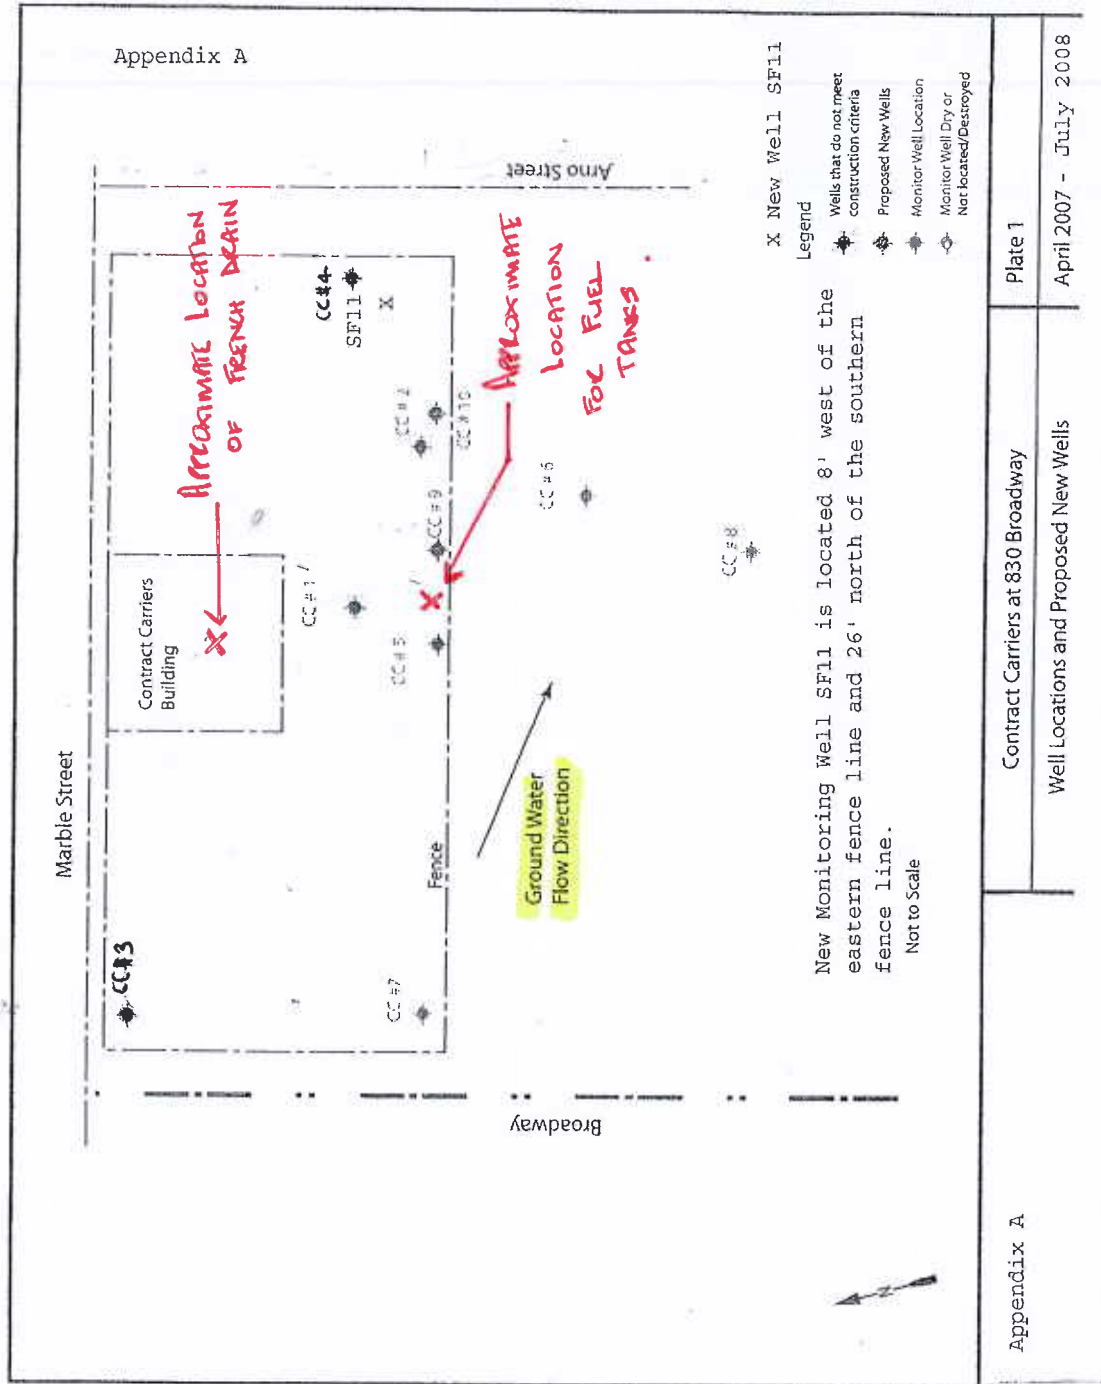 Appendix A
Marble Street
Arno Street
Broadway
APPROXIMATE LOCATION
OF FRENCH DRAIN
Contract Carriers
Building
CC#3
CC#4
SF11
X
CC#1
CC#2
CC#10
CC#9
CC#5
X
X
CC#7
Fence
APPROXIMATE
LOCATION
FOR FUEL
TANKS
CC#6
CC#8
Ground Water
Flow Direction
N
X New Well SF11
Legend
Wells that do not meet
construction criteria
Proposed New Wells
Monitor Well Location
Monitor Well Dry or
Not located/Destroyed
New Monitoring Well SF11 is located 8' west of the
eastern fence line and 26' north of the southern
fence line.
Not to Scale
Appendix A
Contract Carriers at 830 Broadway
Plate 1
Well Locations and Proposed New Wells
April 2007 - July 2008